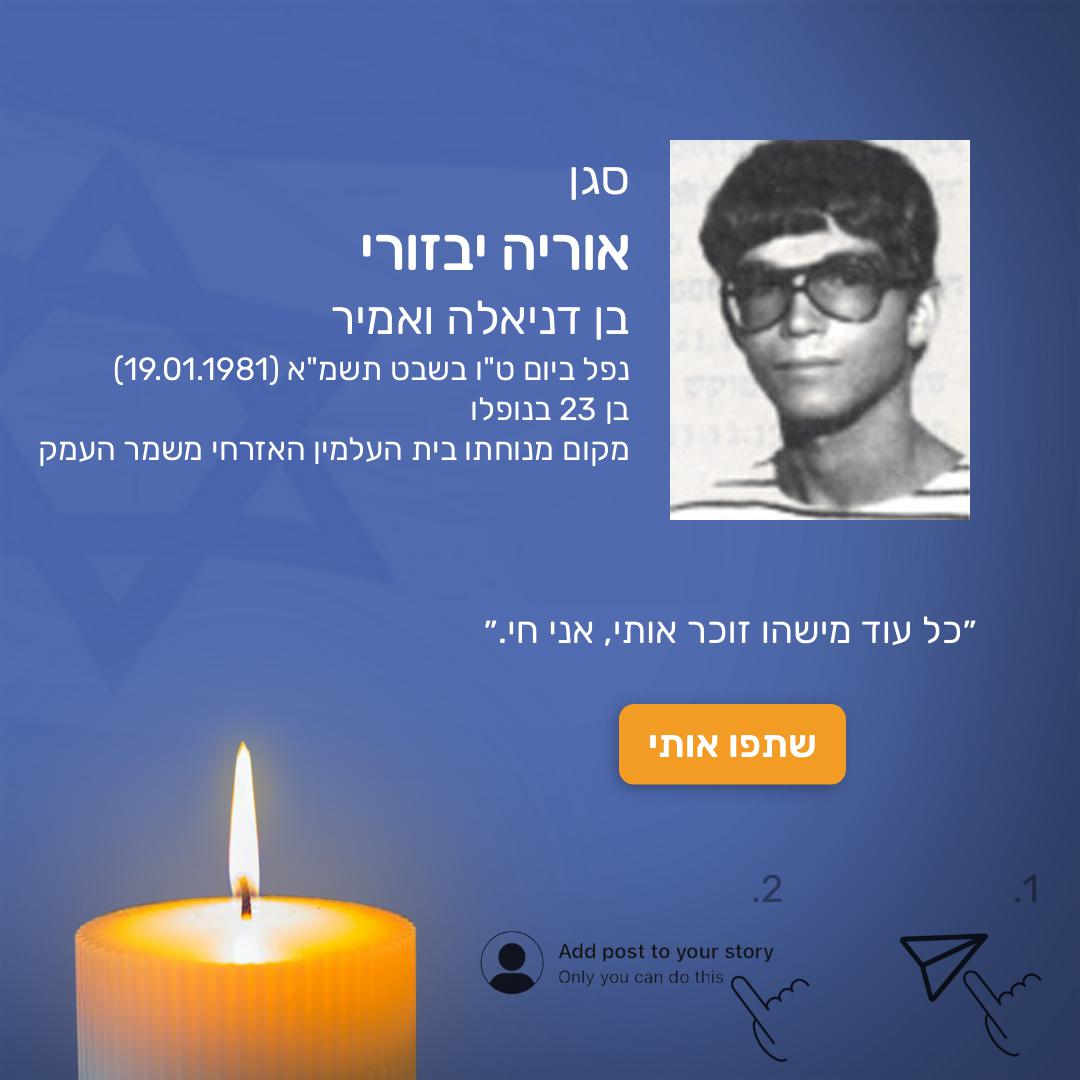 סגן
אוריה יבזורי
בן דניאלה ואמיר
נפל ביום ט"ו בשבט תשמ"א (19.01.1981)
בן 23 בנופלו
מקום מנוחתו בית העלמין האזרחי משמר העמק
״כל עוד מישהו זוכר אותי, אני חי.״
שתפו אותי
.1
.2
Add post to your story
Only you can do this